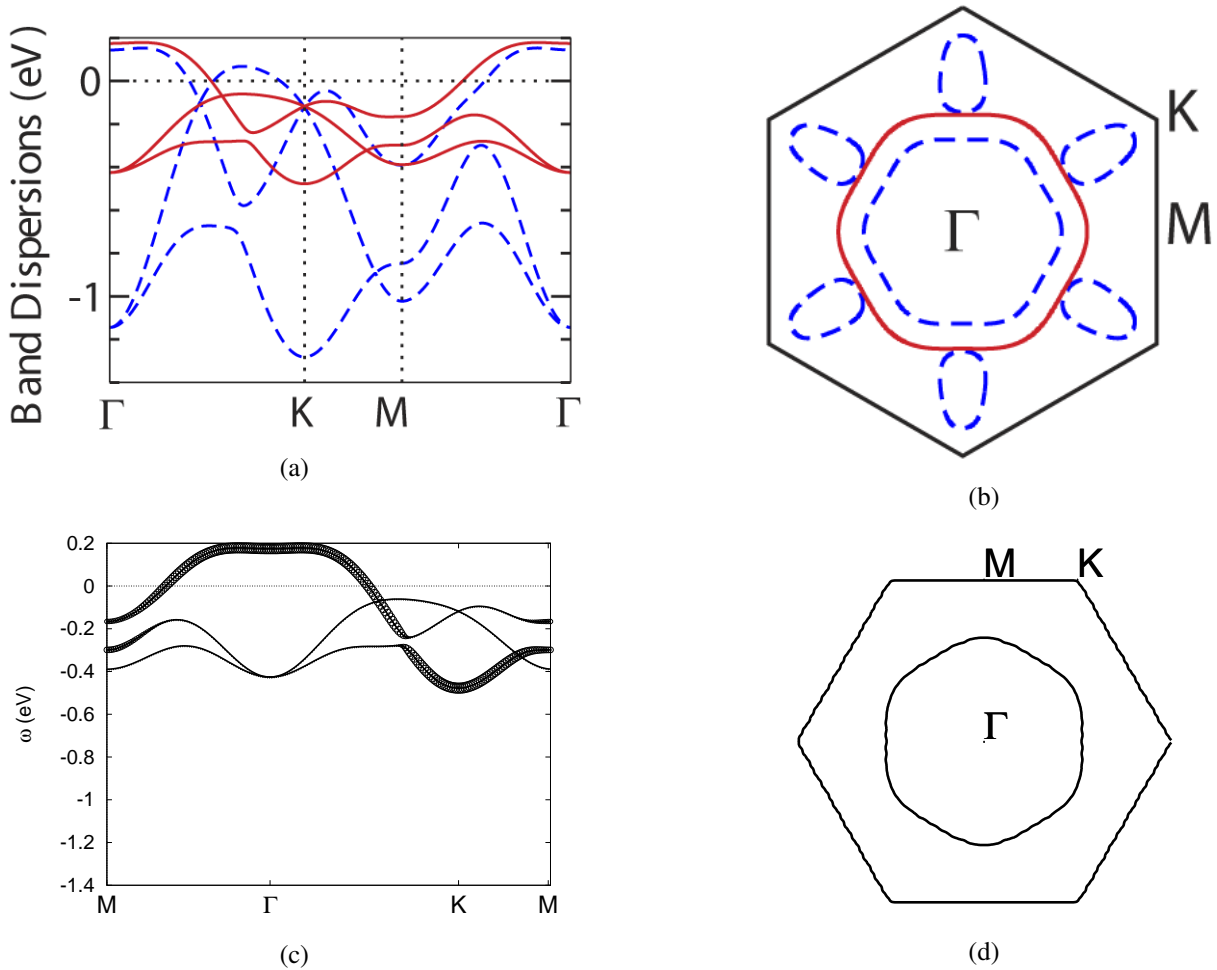 Band Dispersions (eV)
0
-1
Γ
K
M
Γ
(a)
K
M
Γ
(b)
0.2
0
-0.2
-0.4
-0.6
-0.8
-1
-1.2
-1.4
ω (eV)
M
Γ
K
M
(c)
M K
Γ
(d)